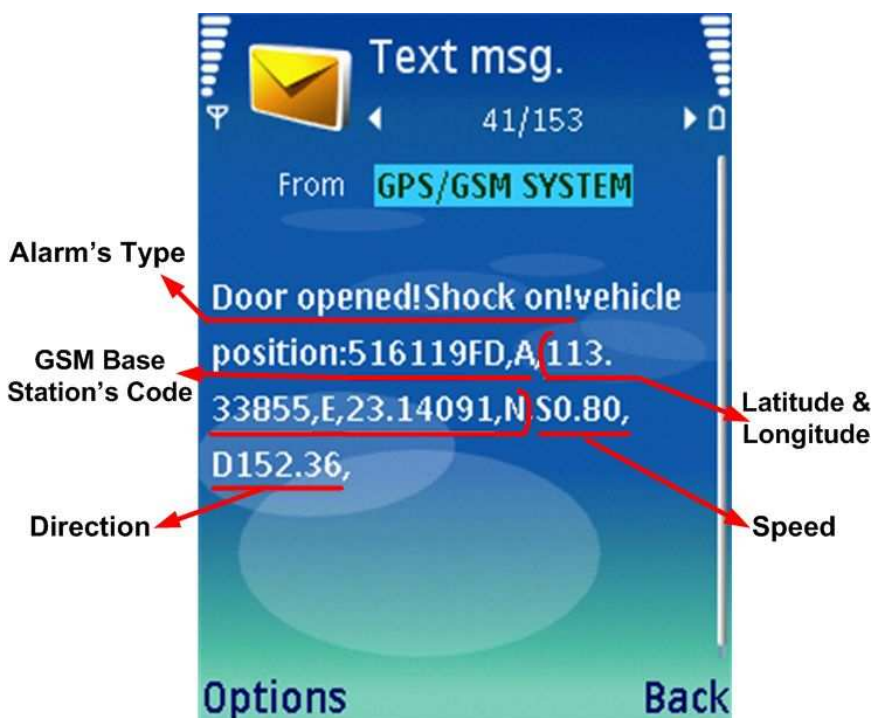 Text msg.
41/153
From GPS/GSM SYSTEM
Alarm's Type
Door opened!Shock on!vehicle
position:516119FD,A,(113.
GSM Base
Station's Code
33855,E,23.14091,N),S0.80,
Latitude &
Longitude
D152.36,
Direction
Speed
Options
Back